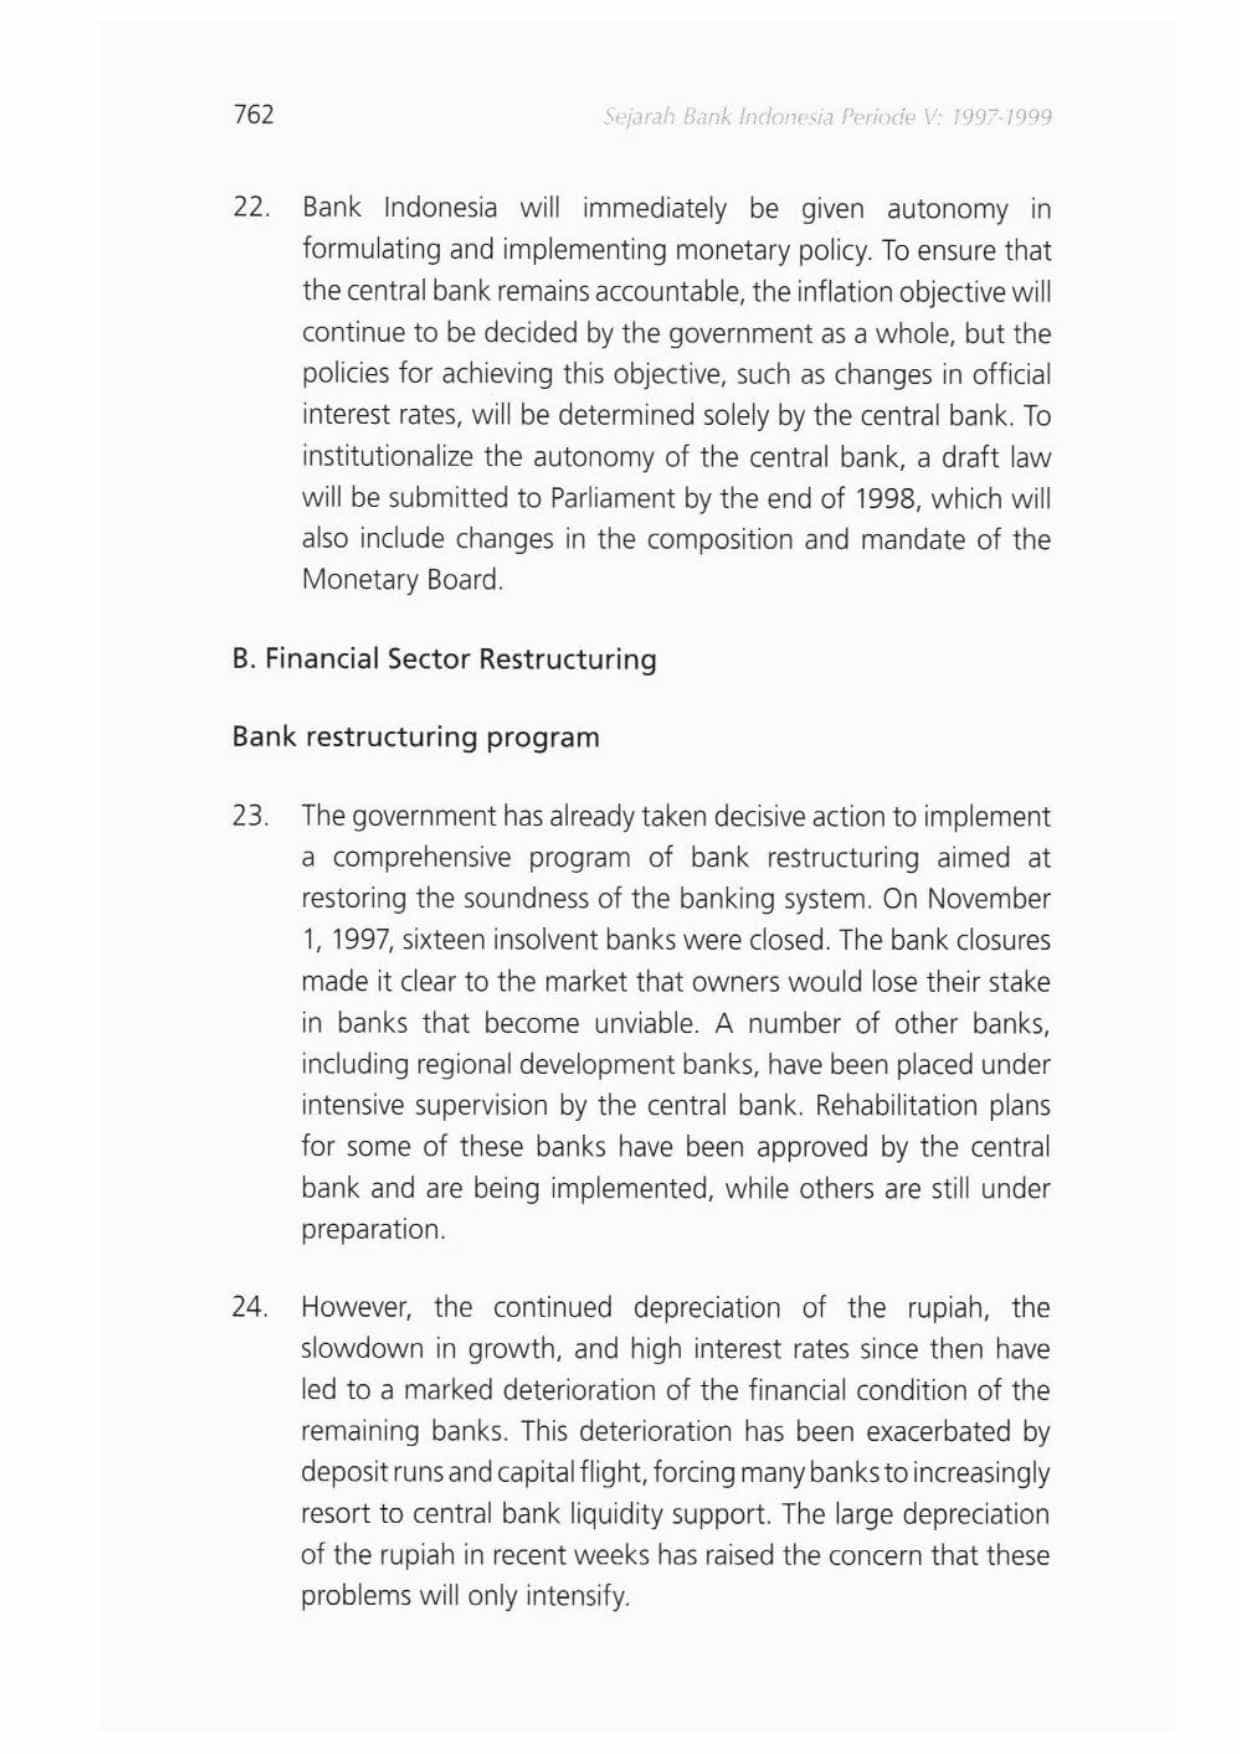 762
Sejarah Bank Indonesia Periode V: 1997-1999
22. Bank Indonesia will immediately be given autonomy in
formulating and implementing monetary policy. To ensure that
the central bank remains accountable, the inflation objective will
continue to be decided by the government as a whole, but the
policies for achieving this objective, such as changes in official
interest rates, will be determined solely by the central bank. To
institutionalize the autonomy of the central bank, a draft law
will be submitted to Parliament by the end of 1998, which will
also include changes in the composition and mandate of the
Monetary Board.
B. Financial Sector Restructuring
Bank restructuring program
23. The government has already taken decisive action to implement
a comprehensive program of bank restructuring aimed at
restoring the soundness of the banking system. On November
1, 1997, sixteen insolvent banks were closed. The bank closures
made it clear to the market that owners would lose their stake
in banks that become unviable. A number of other banks,
including regional development banks, have been placed under
intensive supervision by the central bank. Rehabilitation plans
for some of these banks have been approved by the central
bank and are being implemented, while others are still under
preparation.
24. However, the continued depreciation of the rupiah, the
slowdown in growth, and high interest rates since then have
led to a marked deterioration of the financial condition of the
remaining banks. This deterioration has been exacerbated by
deposit runs and capital flight, forcing many banks to increasingly
resort to central bank liquidity support. The large depreciation
of the rupiah in recent weeks has raised the concern that these
problems will only intensify.